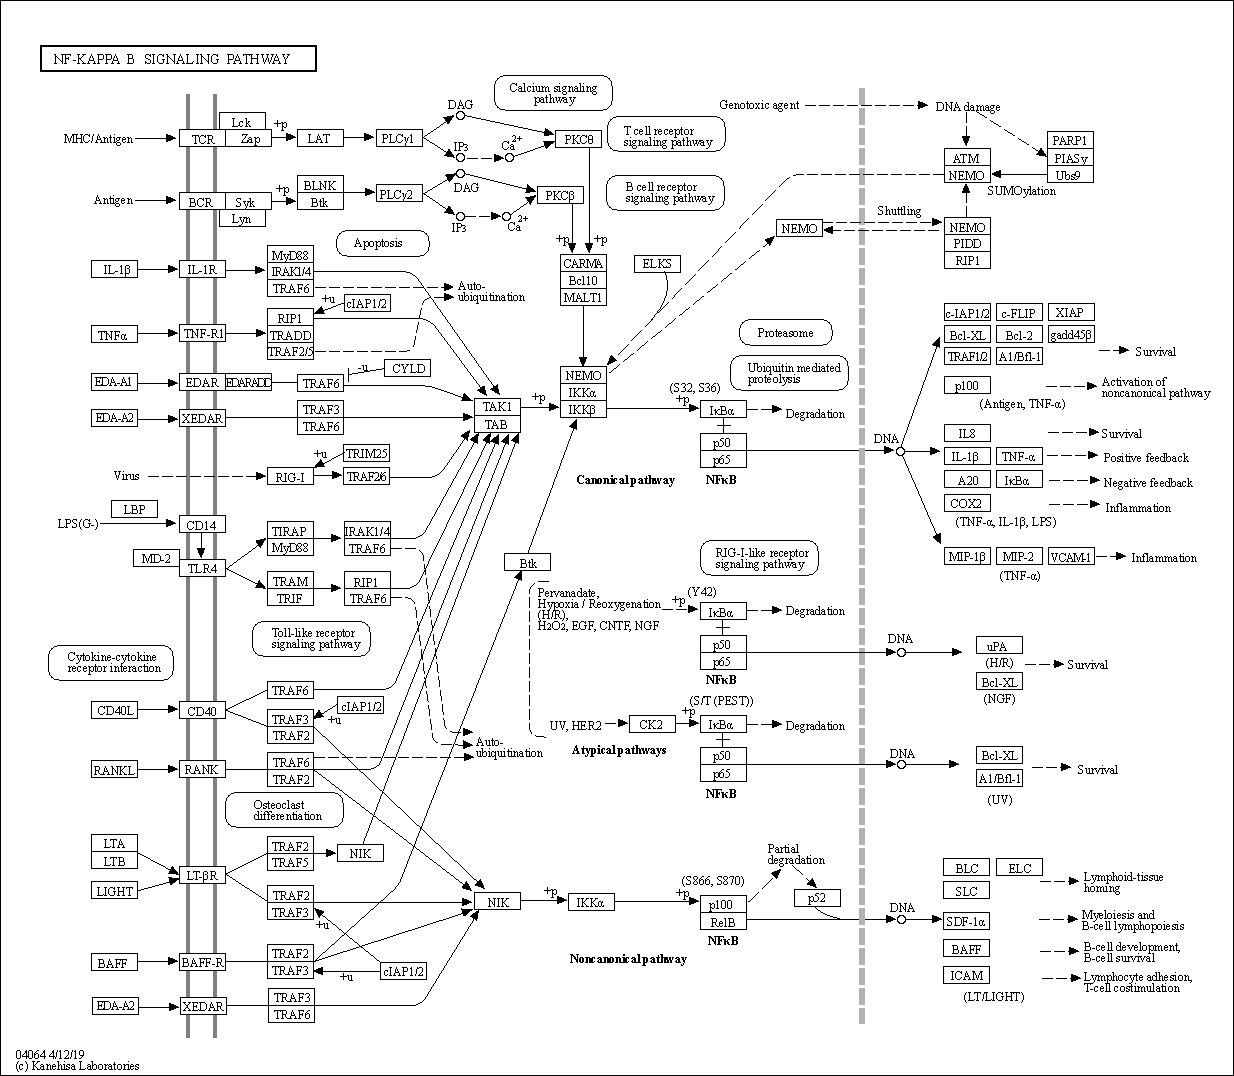 NF-KAPPA B SIGNALING PATHWAY
Calcium signaling
pathway
DAG
Genotoxic agent
DNA damage
Lck
+p
MHC/Antigen
TCR
Zap
LAT
PLCγ1
PKCθ
T cell receptor
signaling pathway
PARP1
IP3
Ca2+
ATM
PIASy
NEMO
Ubs9
SUMOylation
BLNK
+p
Antigen
BCR
Syk
Btk
PLCγ2
DAG
PKCβ
B cell receptor
signaling pathway
Lyn
IP3
Ca2+
Shuttling
NEMO
NEMO
PIDD
RIP1
Apoptosis
+p
+p
MyD88
IL-1β
IL-1R
IRAK1/4
TRAF6
Auto-
ubiquitination
CARMA
Bcl10
MALT1
ELKS
+u
cIAP1/2
RIP1
TNFα
TNF-R1
TRADD
TRAF2/5
Proteasome
c-IAP1/2
c-FLIP
XIAP
Bcl-XL
Bcl-2
gadd45β
TRAF1/2
A1/Bfl-1
Survival
-u
CYLD
EDA-A1
EDAR
EDARADD
TRAF6
NEMO
IKKα
IKKβ
Ubiquitin mediated
proteolysis
p100
Activation of
noncanonical pathway
(Antigen, TNF-α)
EDA-A2
XEDAR
TRAF3
TRAF6
TAK1
TAB
+p
(S32, S36)
+p
IκBα
Degradation
p50
p65
NFκB
DNA
IL8
Survival
IL-1β
TNF-α
Positive feedback
A20
IκBα
Negative feedback
COX2
Inflammation
(TNF-α, IL-1β, LPS)
Virus
RIG-I
+u
TRIM25
TRAF2/6
Canonical pathway
LBP
LPS(G-)
CD14
MD-2
TLR4
TIRAP
MyD88
IRAK1/4
TRAF6
TRAM
TRIF
RIP1
TRAF6
Btk
RIG-I-like receptor
signaling pathway
MIP-1β
MIP-2
VCAM-1
Inflammation
(TNF-α)
Pervanadate,
Hypoxia / Reoxygenation
(H/R),
H2O2, EGF, CNTF, NGF
+p
(Y42)
IκBα
Degradation
p50
p65
NFκB
DNA
uPA
(H/R)
Survival
Bcl-XL
(NGF)
Toll-like receptor
signaling pathway
Cytokine-cytokine
receptor interaction
CD40L
CD40
TRAF6
TRAF3
TRAF2
cIAP1/2
+u
Auto-
ubiquitination
UV, HER2
CK2
+p
(S/T (PEST))
IκBα
Degradation
Atypical pathways
p50
p65
NFκB
DNA
Bcl-XL
A1/Bfl-1
Survival
(UV)
RANKL
RANK
TRAF6
TRAF2
Osteoclast
differentiation
LTA
LTB
LIGHT
LT-βR
TRAF2
TRAF5
NIK
TRAF2
TRAF3
+u
NIK
+p
IKKα
+p
(S866, S870)
p100
RelB
NFκB
Partial
degradation
p52
DNA
BLC
ELC
SLC
Lymphoid-tissue
homing
SDF-1α
Myeloiesis and
B-cell lymphopoiesis
BAFF
B-cell development,
B-cell survival
ICAM
Lymphocyte adhesion,
T-cell costimulation
(LT/LIGHT)
BAFF
BAFF-R
TRAF2
TRAF3
+u
cIAP1/2
Noncanonical pathway
EDA-A2
XEDAR
TRAF3
TRAF6
04064 4/12/19
(c) Kanehisa Laboratories